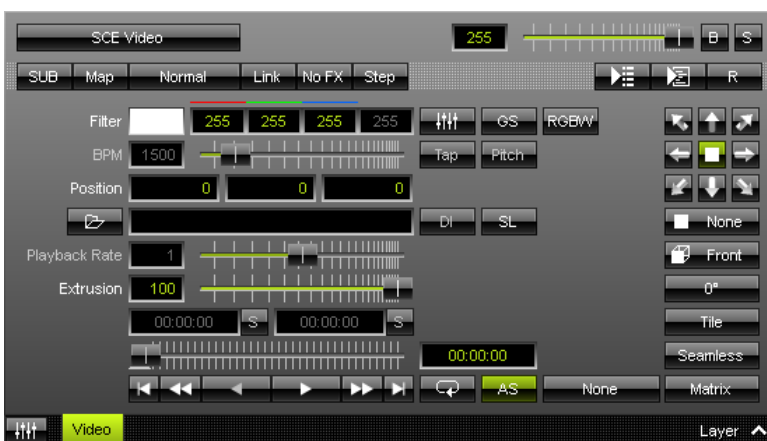 SCE Video 255 B S
SUB Map Normal Link No FX Step R
Filter 255 255 255 255 GS RGBW
BPM 1500 Tap Pitch
Position 0 0 0
DI SL None
Playback Rate 1 Front
Extrusion 100 0°
00:00:00 S 00:00:00 S Tile
00:00:00 Seamless
AS None Matrix
Video Layer